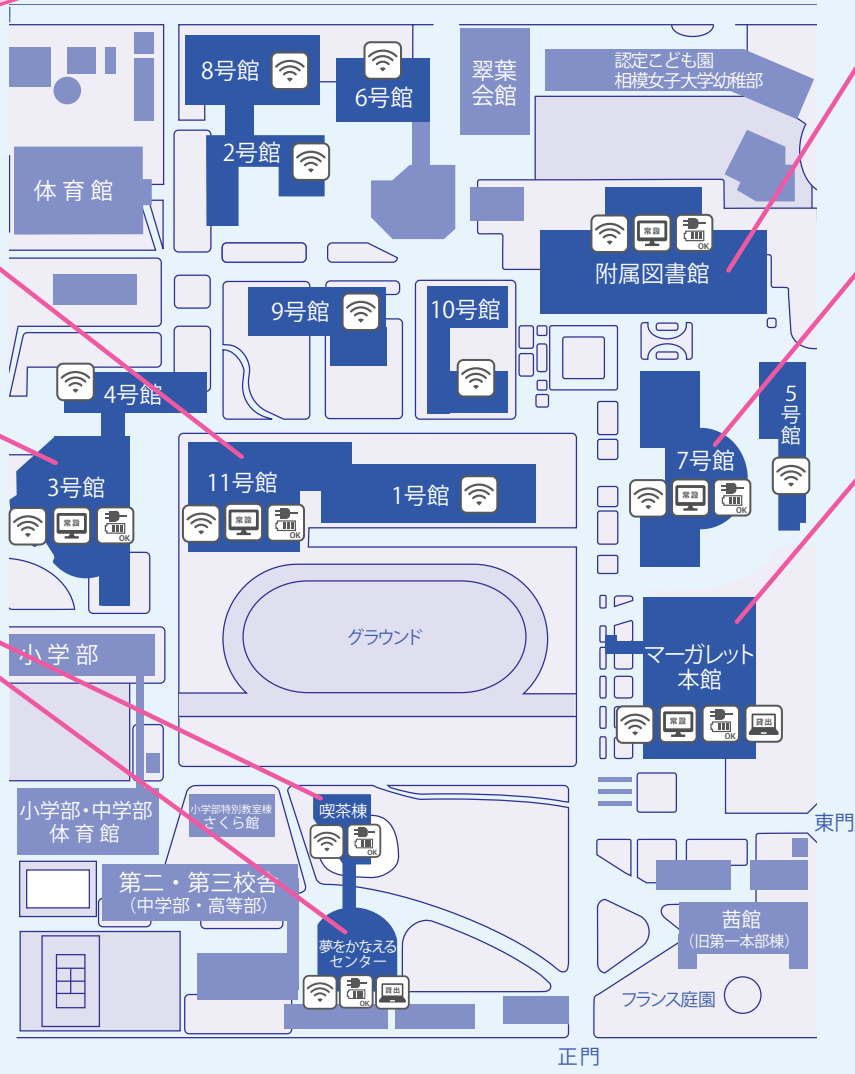 8号館
6号館
翠葉
会館
認定こども園
相模女子大学幼稚部
2号館
体育館
常設
OK
附属図書館
9号館
10号館
4号館
5号館
7号館
常設
OK
3号館
常設
OK
11号館
常設
OK
1号館
グラウンド
小学部
マーガレット
本館
常設
OK
貸出
小学部・中学部
体育館
小学部特別教室棟
さくら館
喫茶棟
OK
東門
第二・第三校舎
(中学部・高等部)
夢をかなえる
センター
OK
貸出
茜館
(旧第一本部棟)
フランス庭園
正門